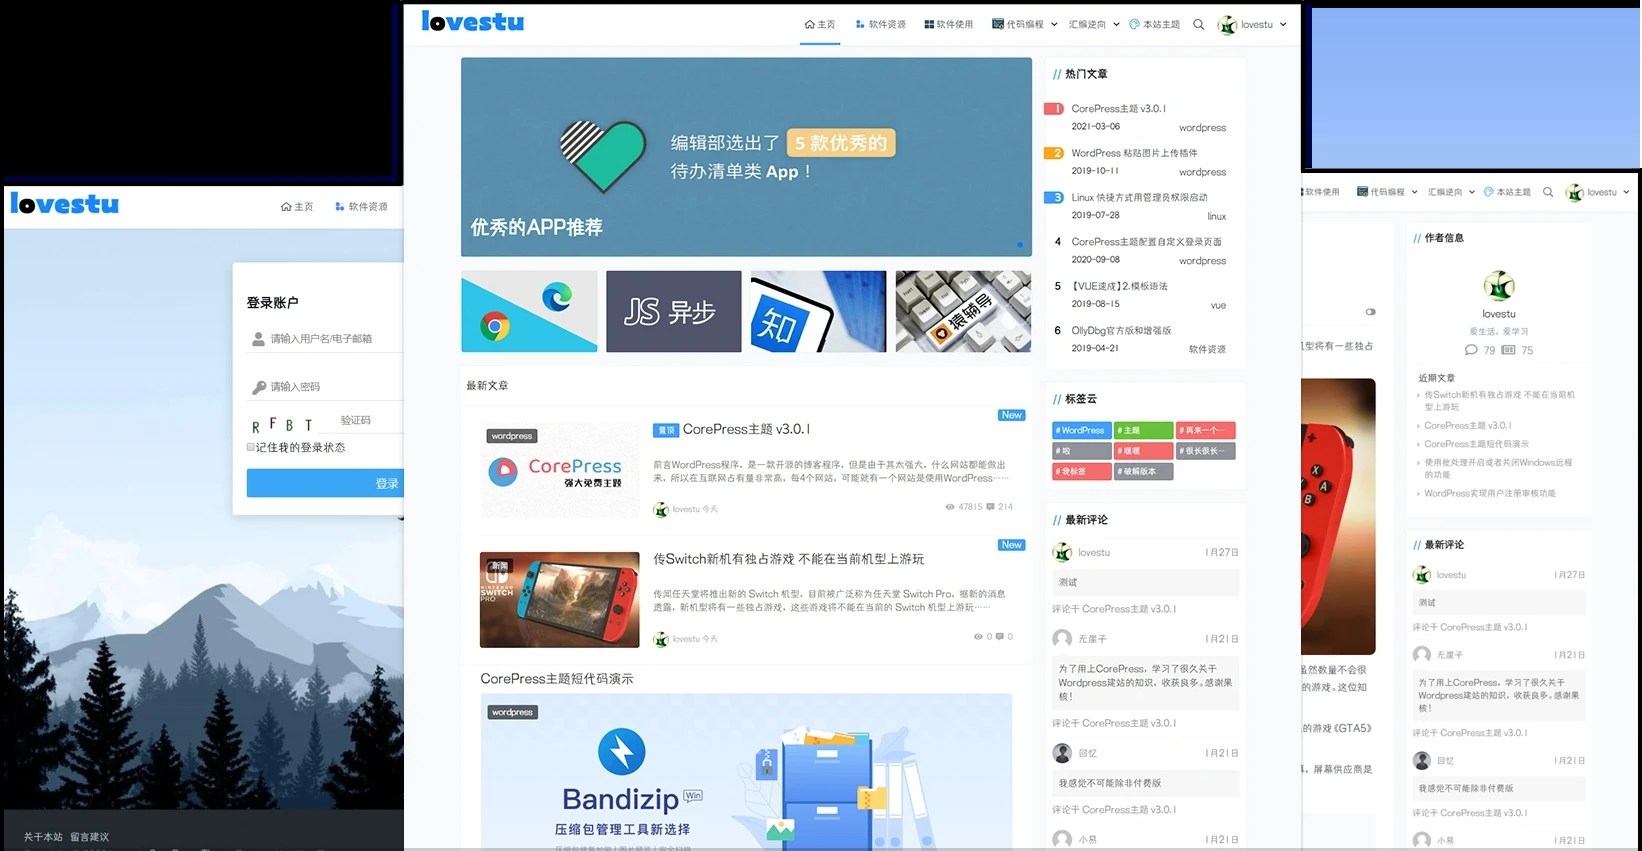 lovestu
主页
软件资源
登录账户
请输入用户名/电子邮箱
请输入密码
R F B T
验证码
记住我的登录状态
登录
关于本站 留言建议
lovestu
主页
软件资源
软件使用
代码编程
汇编逆向
本站主题
lovestu
编辑部选出了 5 款优秀的
待办清单类 App！
优秀的APP推荐
JS 异步
知
猿辅导
最新文章
New
wordpress
CorePress
强大免费主题
置顶 CorePress主题 v3.0.1
前言WordPress程序，是一款开源的博客程序，但是由于其太强大，什么网站都能做出
来，所以在互联网占有量非常高，每4个网站，可能就有一个网站是使用WordPress……
lovestu 今天
47815 214
New
新闻
NINTENDO
SWITCH
PRO
传Switch新机有独占游戏 不能在当前机型上游玩
传闻任天堂将推出新的 Switch 机型，目前被广泛称为任天堂 Switch Pro，据新的消息
透露，新机型将有一些独占游戏，这些游戏将不能在当前的 Switch 机型上游玩……
lovestu 今天
0 0
CorePress主题短代码演示
wordpress
Bandizip Win
压缩包管理工具新选择
// 热门文章
1 CorePress主题 v3.0.1
2021-03-06 wordpress
2 WordPress 粘贴图片上传插件
2019-10-11 wordpress
3 Linux 快捷方式用管理员权限启动
2019-07-28 linux
4 CorePress主题配置自定义登录页面
2020-09-08 wordpress
5 【VUE速成】2.模板语法
2019-08-15 vue
6 OllyDbg官方版和增强版
2019-04-21 软件资源
// 标签云
# WordPress # 主题 # 再来一个…
# 啦 # 嘿嘿 # 很长很长…
# 我标签 # 破解版本
// 最新评论
lovestu 1月27日
测试
评论于 CorePress主题 v3.0.1
无崖子 1月21日
为了用上CorePress，学习了很久关于
Wordpress建站的知识，收获良多。感谢果
核！
评论于 CorePress主题 v3.0.1
回忆 1月21日
我感觉不可能除非付费版
评论于 CorePress主题 v3.0.1
小易 1月21日
软件使用
代码编程
汇编逆向
本站主题
lovestu
型将有一些独占
X
A
B
虽然数量不会很
的游戏。这位知
的游戏《GTA5》
屏幕供应商是
// 作者信息
lovestu
爱生活，爱学习
79 75
近期文章
传Switch新机有独占游戏 不能在当前机
型上游玩
CorePress主题 v3.0.1
CorePress主题短代码演示
使用批处理开启或者关闭Windows远程
的功能
WordPress实现用户注册审核功能
// 最新评论
lovestu 1月27日
测试
评论于 CorePress主题 v3.0.1
无崖子 1月21日
为了用上CorePress，学习了很久关于
Wordpress建站的知识，收获良多。感谢果
核！
评论于 CorePress主题 v3.0.1
回忆 1月21日
我感觉不可能除非付费版
评论于 CorePress主题 v3.0.1
小易 1月21日